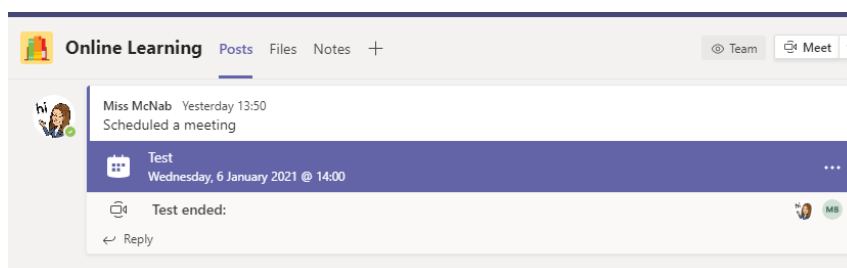 Online Learning Posts Files Notes Team Meet
hi
Miss McNab Yesterday 13:50
Scheduled a meeting
Test
Wednesday, 6 January 2021 @ 14:00
Test ended:
MB
Reply